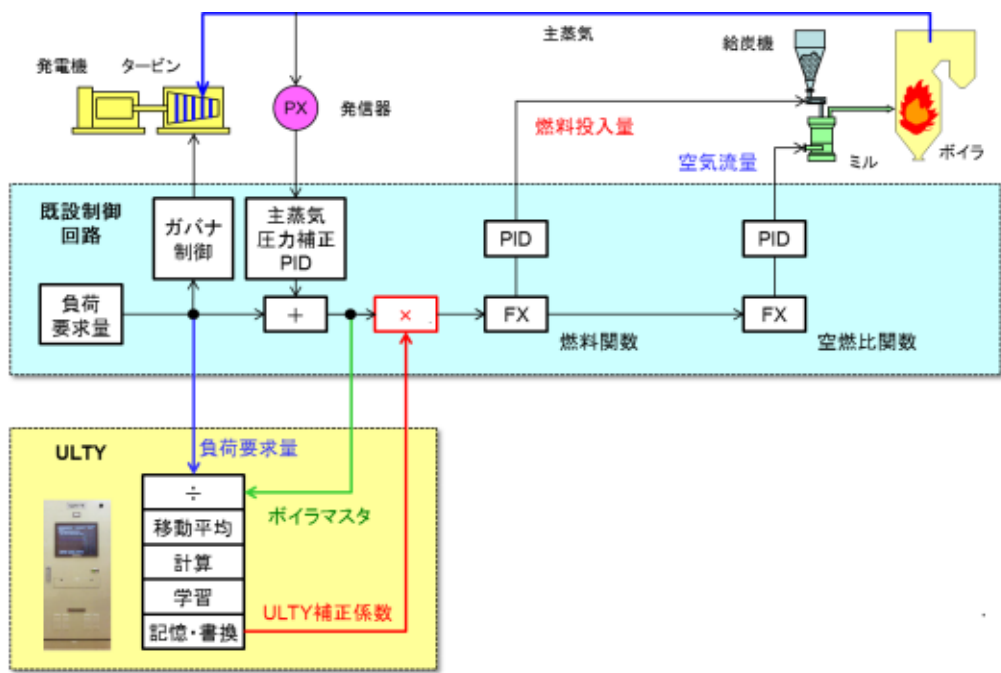 主蒸気
給炭機
発電機 タービン
PX
発信器
燃料投入量
空気流量
ミル
ボイラ
既設制御
回路
ガバナ
制御
主蒸気
圧力補正
PID
PID
PID
負荷
要求量
+
×
FX
FX
燃料関数
空燃比関数
ULTY
負荷要求量
÷
ボイラマスタ
移動平均
計算
学習
ULTY補正係数
記憶・書換